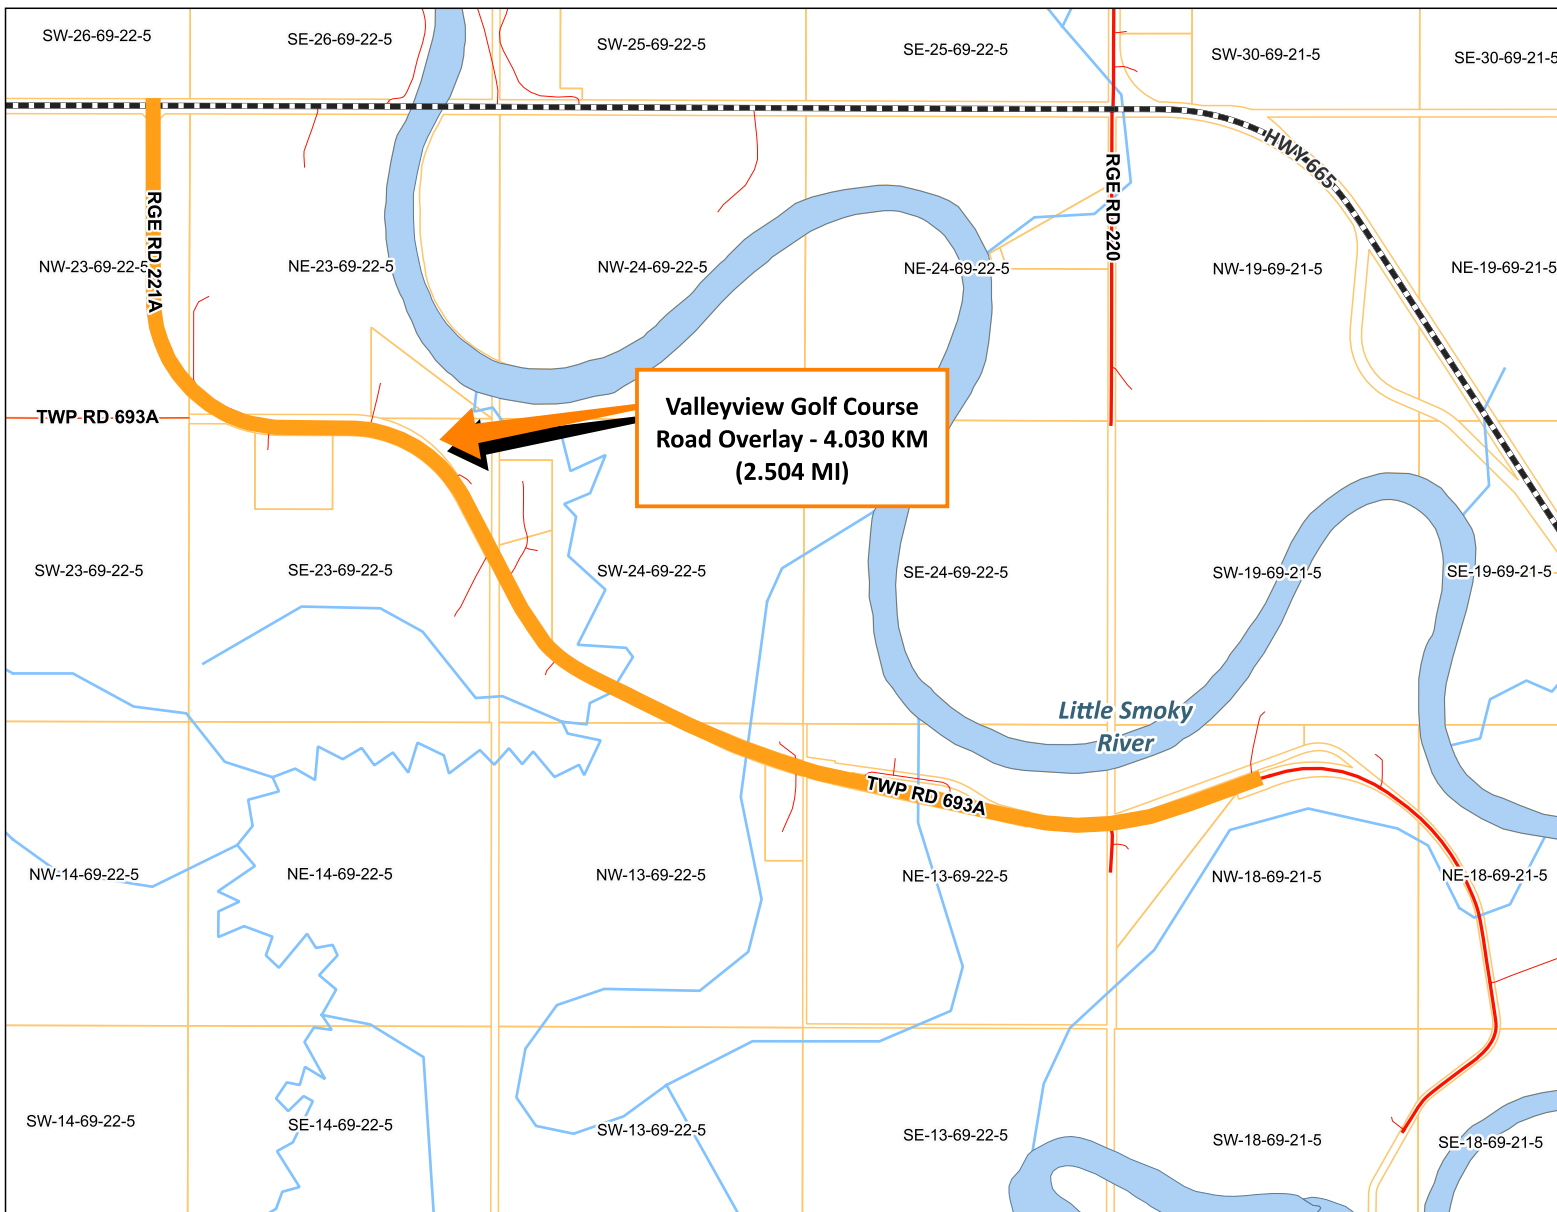 SW-26-69-22-5
SE-26-69-22-5
SW-25-69-22-5
SE-25-69-22-5
SW-30-69-21-5
SE-30-69-21-5
HWY 665
RGE RD 221A
RGE RD 220
NW-23-69-22-5
NE-23-69-22-5
NW-24-69-22-5
NE-24-69-22-5
NW-19-69-21-5
NE-19-69-21-5
TWP RD 693A
Valleyview Golf Course
Road Overlay - 4.030 KM
(2.504 MI)
SW-23-69-22-5
SE-23-69-22-5
SW-24-69-22-5
SE-24-69-22-5
SW-19-69-21-5
SE-19-69-21-5
Little Smoky
River
TWP RD 693A
NW-14-69-22-5
NE-14-69-22-5
NW-13-69-22-5
NE-13-69-22-5
NW-18-69-21-5
NE-18-69-21-5
SW-14-69-22-5
SE-14-69-22-5
SW-13-69-22-5
SE-13-69-22-5
SW-18-69-21-5
SE-18-69-21-5